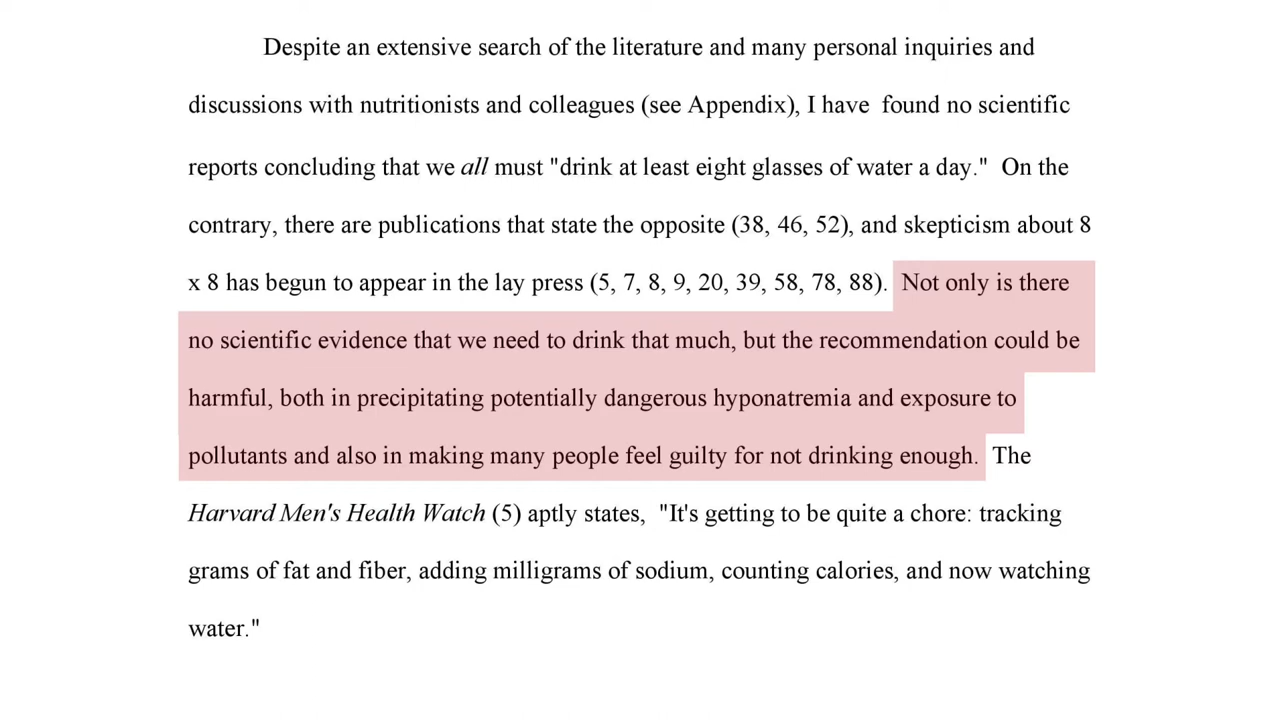 Despite an extensive search of the literature and many personal inquiries and
discussions with nutritionists and colleagues (see Appendix), I have  found no scientific
reports concluding that we all must "drink at least eight glasses of water a day."  On the
contrary, there are publications that state the opposite (38, 46, 52), and skepticism about 8
x 8 has begun to appear in the lay press (5, 7, 8, 9, 20, 39, 58, 78, 88).  Not only is there
no scientific evidence that we need to drink that much, but the recommendation could be
harmful, both in precipitating potentially dangerous hyponatremia and exposure to
pollutants and also in making many people feel guilty for not drinking enough.  The
Harvard Men's Health Watch (5) aptly states,  "It's getting to be quite a chore: tracking
grams of fat and fiber, adding milligrams of sodium, counting calories, and now watching
water."